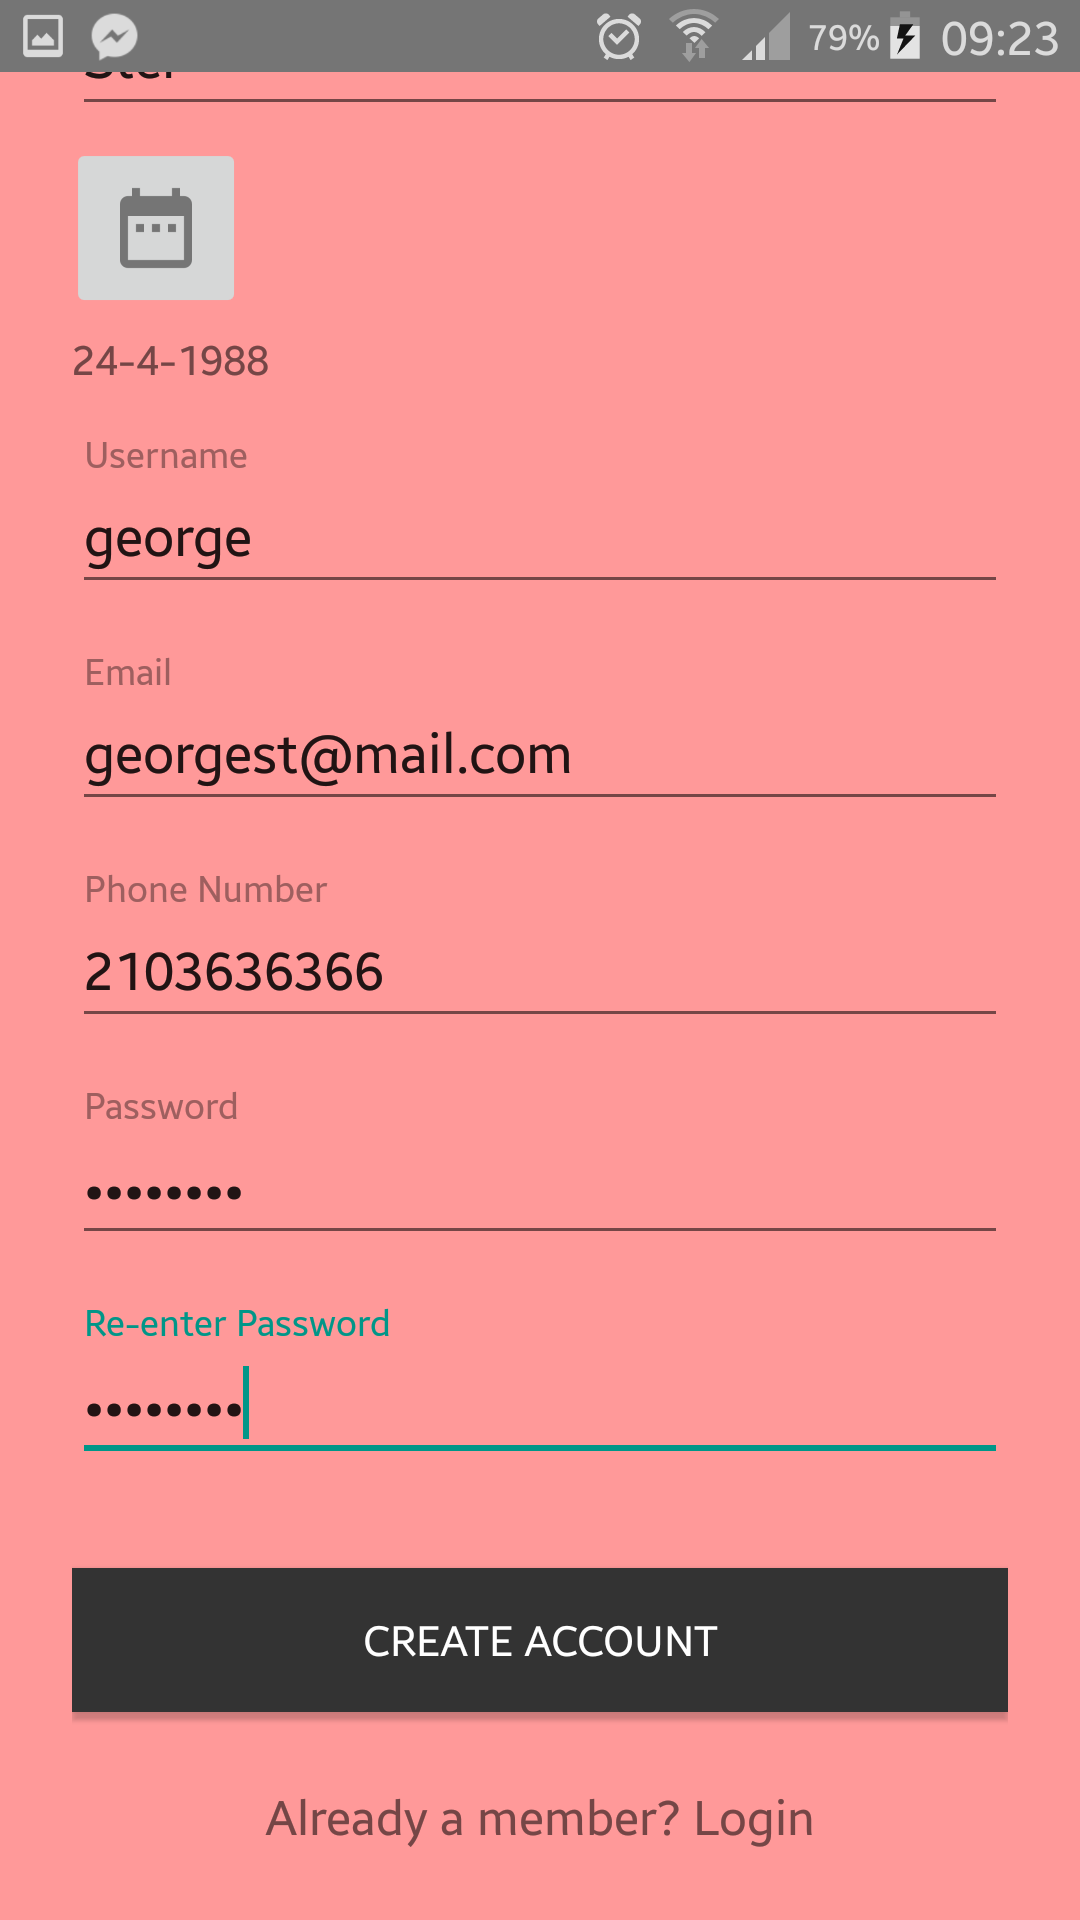 79% 09:23
24-4-1988
Username
george
Email
georgest@mail.com
Phone Number
2103636366
Password
••••••••
Re-enter Password
••••••••
CREATE ACCOUNT
Already a member? Login